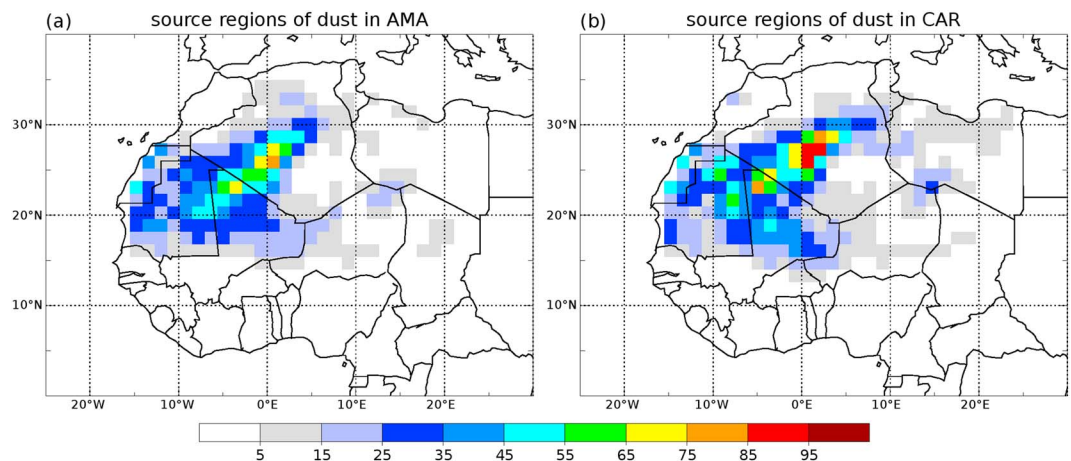 (a) source regions of dust in AMA
(b) source regions of dust in CAR
30°N
20°N
10°N
30°N
20°N
10°N
20°W 10°W 0°E 10°E 20°E
20°W 10°W 0°E 10°E 20°E
5 15 25 35 45 55 65 75 85 95